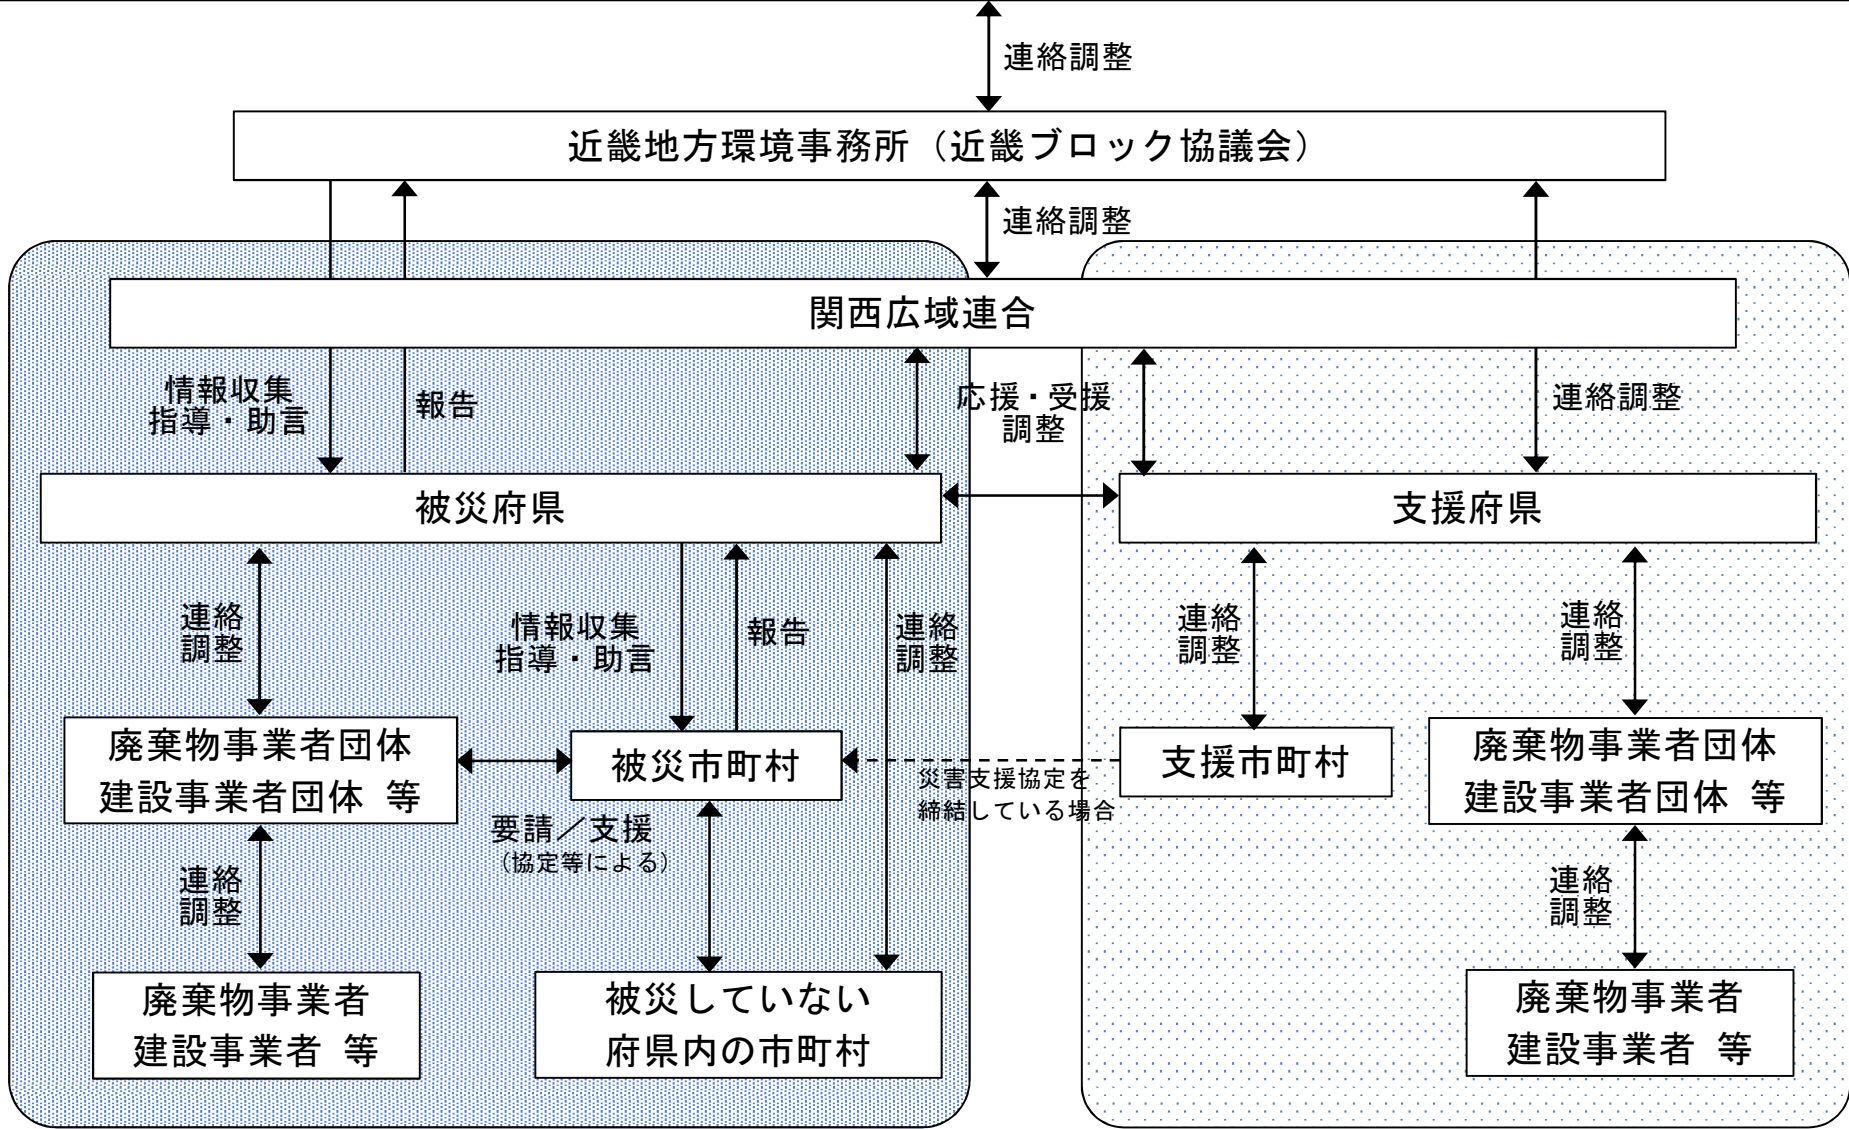 連絡調整
近畿地方環境事務所（近畿ブロック協議会）
連絡調整
関西広域連合
情報収集
指導・助言
報告
応援・受援
調整
連絡調整
被災府県
支援府県
連絡
調整
情報収集
指導・助言
報告
連絡
調整
連絡
調整
連絡
調整
廃棄物事業者団体
建設事業者団体 等
被災市町村
災害支援協定を
締結している場合
支援市町村
廃棄物事業者団体
建設事業者団体 等
要請／支援
（協定等による）
連絡
調整
連絡
調整
廃棄物事業者
建設事業者 等
被災していない
府県内の市町村
廃棄物事業者
建設事業者 等